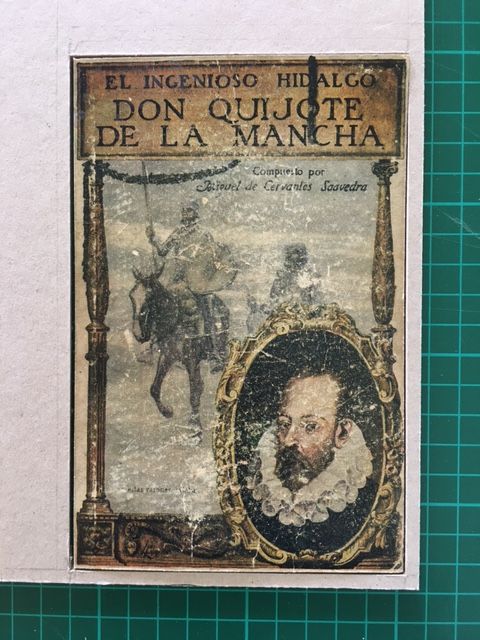 EL INGENIOSO HIDALGO
DON QUIJOTE
DE LA MANCHA
Compuesto por
Miguel de Cervantes Saavedra